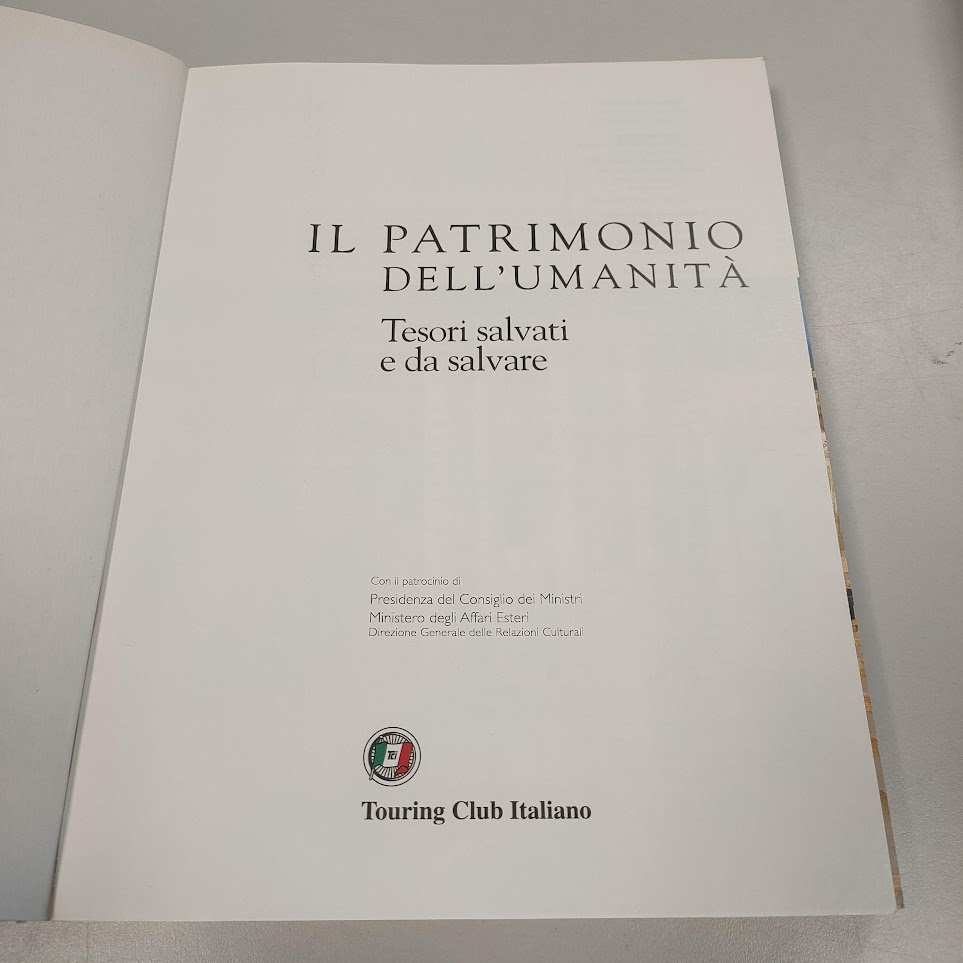 IL PATRIMONIO
DELL'UMANITÀ
Tesori salvati
e da salvare
Con il patrocinio di
Presidenza del Consiglio dei Ministri
Ministero degli Affari Esteri
Direzione Generale delle Relazioni Culturali
TCI
Touring Club Italiano